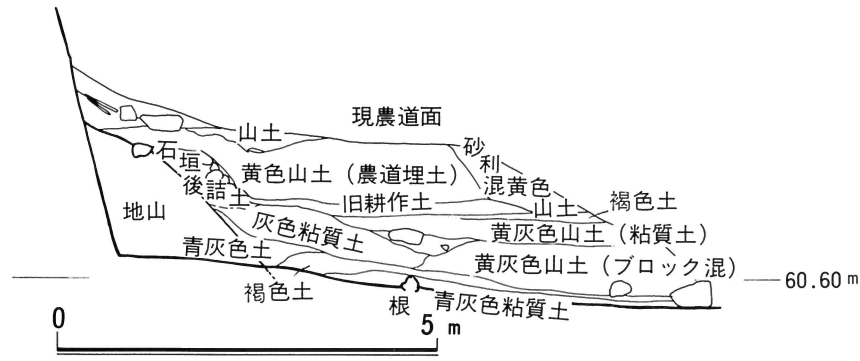 現農道面
山土
砂利混黄色山土
石垣後詰土
黄色山土（農道埋土）
褐色土
旧耕作土
地山
灰色粘質土
黄灰色山土（粘質土）
青灰色土
黄灰色山土（ブロック混）
60.60m
褐色土
根
青灰色粘質土
0
5m